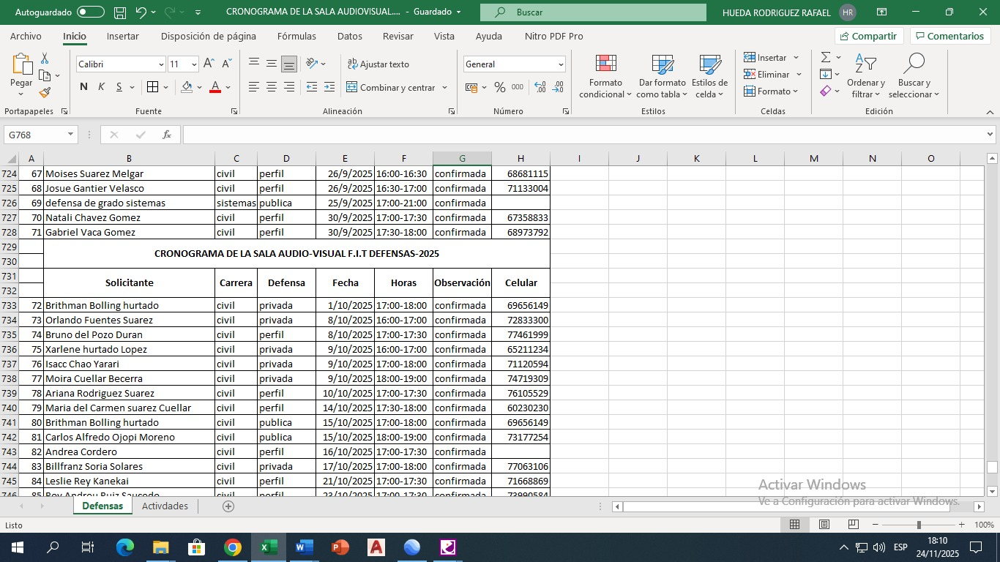 Autoguardado CRONOGRAMA DE LA SALA AUDIOVISUAL.... - Guardado Buscar HUEDA RODRIGUEZ RAFAEL HR
Archivo Inicio Insertar Disposición de página Fórmulas Datos Revisar Vista Ayuda Nitro PDF Pro Compartir Comentarios
Pegar Calibri 11 Ajustar texto General Formato condicional Dar formato como tabla Estilos de celda Insertar Ordenar y filtrar Buscar y seleccionar
N K S Combinar y centrar % 000 Eliminar
Formato
Portapapeles Fuente Alineación Número Estilos Celdas Edición
G768 fx
A B C D E F G H I J K L M N O
724 67 Moises Suarez Melgar civil perfil 26/9/2025 16:00-16:30 confirmada 68681115
725 68 Josue Gantier Velasco civil perfil 26/9/2025 16:30-17:00 confirmada 71133004
726 69 defensa de grado sistemas sistemas publica 25/9/2025 17:00-21:00 confirmada
727 70 Natali Chavez Gomez civil perfil 30/9/2025 17:00-17:30 confirmada 67358833
728 71 Gabriel Vaca Gomez civil perfil 30/9/2025 17:30-18:00 confirmada 68973792
729
CRONOGRAMA DE LA SALA AUDIO-VISUAL F.I.T DEFENSAS-2025
730
731
Solicitante Carrera Defensa Fecha Horas Observación Celular
732
733 72 Brithman Bolling hurtado civil privada 1/10/2025 17:00-18:00 confirmada 69656149
734 73 Orlando Fuentes Suarez civil privada 8/10/2025 16:00-17:00 confirmada 72833300
735 74 Bruno del Pozo Duran civil perfil 8/10/2025 17:00-17:30 confirmada 77461999
736 75 Xarlene hurtado Lopez civil privada 9/10/2025 16:00-17:00 confirmada 65211234
737 76 Isacc Chao Yarari civil privada 9/10/2025 17:00-18:00 confirmada 71120594
738 77 Moira Cuellar Becerra civil privada 9/10/2025 18:00-19:00 confirmada 74719309
739 78 Ariana Rodriguez Suarez civil perfil 10/10/2025 17:00-17:30 confirmada 76105529
740 79 Maria del Carmen suarez Cuellar civil perfil 14/10/2025 17:30-18:00 confirmada 60230230
741 80 Brithman Bolling hurtado civil publica 15/10/2025 17:00-18:00 confirmada 69656149
742 81 Carlos Alfredo Ojopi Moreno civil publica 15/10/2025 18:00-19:00 confirmada 73177254
743 82 Andrea Cordero civil perfil 16/10/2025 17:00-17:30 confirmada
744 83 Billfranz Soria Solares civil privada 17/10/2025 17:00-18:00 confirmada 77063106
745 84 Leslie Rey Kanekai civil perfil 21/10/2025 17:00-17:30 confirmada 71668869
746 85 civil perfil 17:00-17:30 confirmada
Activar Windows
Ve a Configuración para activar Windows.
Defensas Activdades
Listo 100%
ESP 18:10
24/11/2025